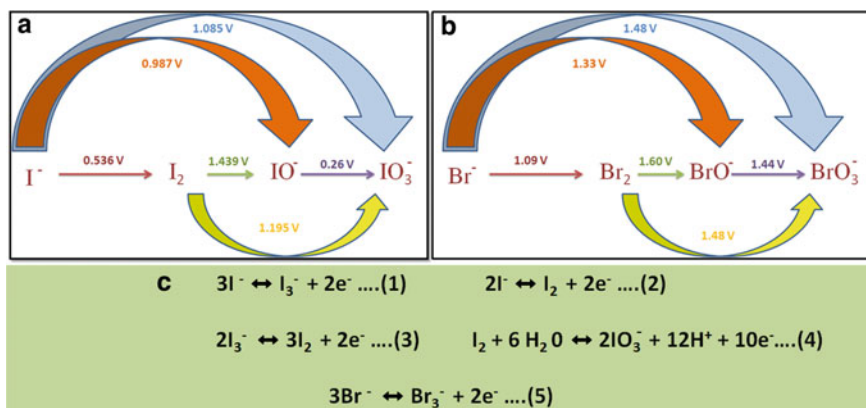 a
1.085 V
0.987 V
I⁻ 0.536 V I₂ 1.439 V IO⁻ 0.26 V IO₃⁻
1.195 V
b
1.48 V
1.33 V
Br⁻ 1.09 V Br₂ 1.60 V BrO⁻ 1.44 V BrO₃⁻
1.48 V
c 3I⁻ ↔ I₃⁻ + 2e⁻ ....(1) 2I⁻ ↔ I₂ + 2e⁻ ....(2)
2I₃⁻ ↔ 3I₂ + 2e⁻ ....(3) I₂ + 6 H₂0 ↔ 2IO₃⁻ + 12H⁺ + 10e⁻....(4)
3Br⁻ ↔ Br₃⁻ + 2e⁻ ....(5)